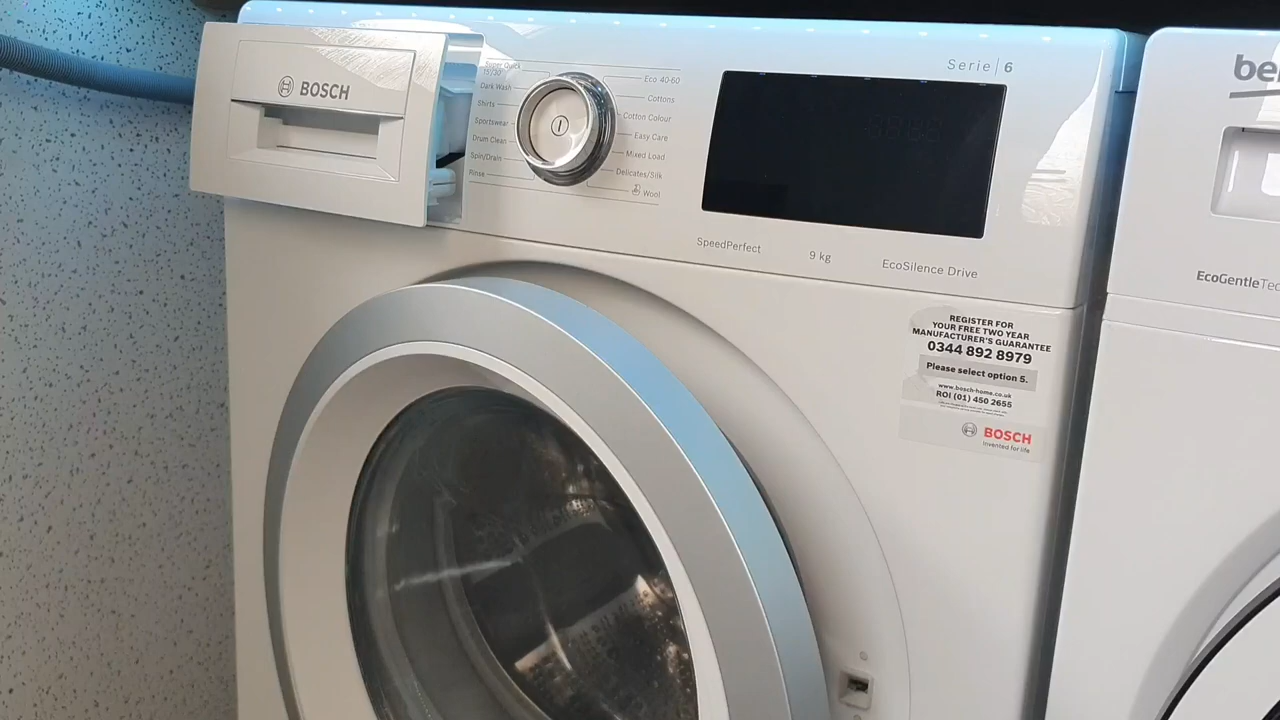 BOSCH
Super Quick
15'/30'
Dark Wash
Shirts
Sportswear
Drum Clean
Spin/Drain
Rinse
Eco 40-60
Cottons
Cotton Colour
Easy Care
Mixed Load
Delicates/Silk
Wool
Serie | 6
SpeedPerfect
9 kg
EcoSilence Drive
REGISTER FOR
YOUR FREE TWO YEAR
MANUFACTURER'S GUARANTEE
0344 892 8979
Please select option 5.
www.bosch-home.co.uk
ROI (01) 450 2655
BOSCH
Invented for life
be
EcoGentle